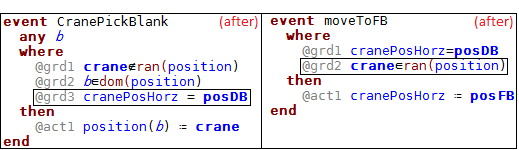 event CranePickBlank (after)
any b
where
@grd1 crane∉ran(position)
@grd2 b∈dom(position)
@grd3 cranePosHorz = posDB
then
@act1 position(b) ≔ crane
end
event moveToFB (after)
where
@grd1 cranePosHorz=posDB
@grd2 crane∈ran(position)
then
@act1 cranePosHorz ≔ posFB
end